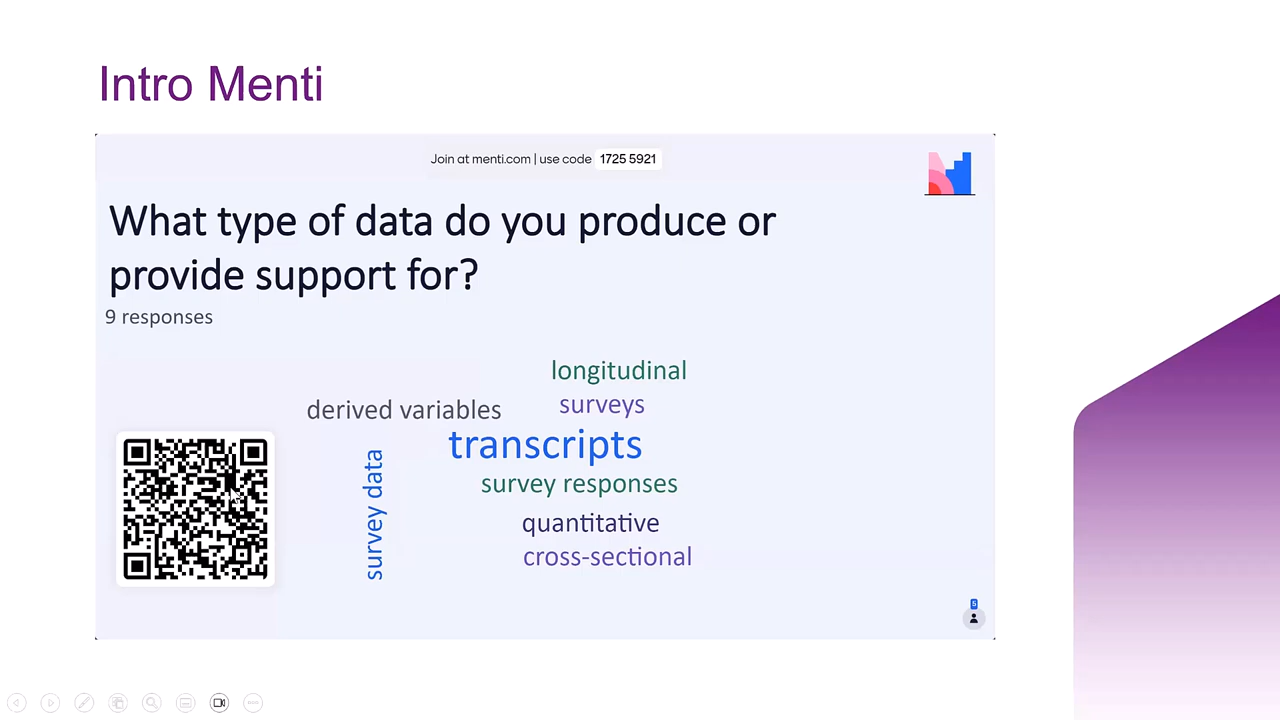 Intro Menti
Join at menti.com | use code 1725 5921
What type of data do you produce or
provide support for?
9 responses
longitudinal
derived variables
surveys
transcripts
survey data
survey responses
quantitative
cross-sectional
5